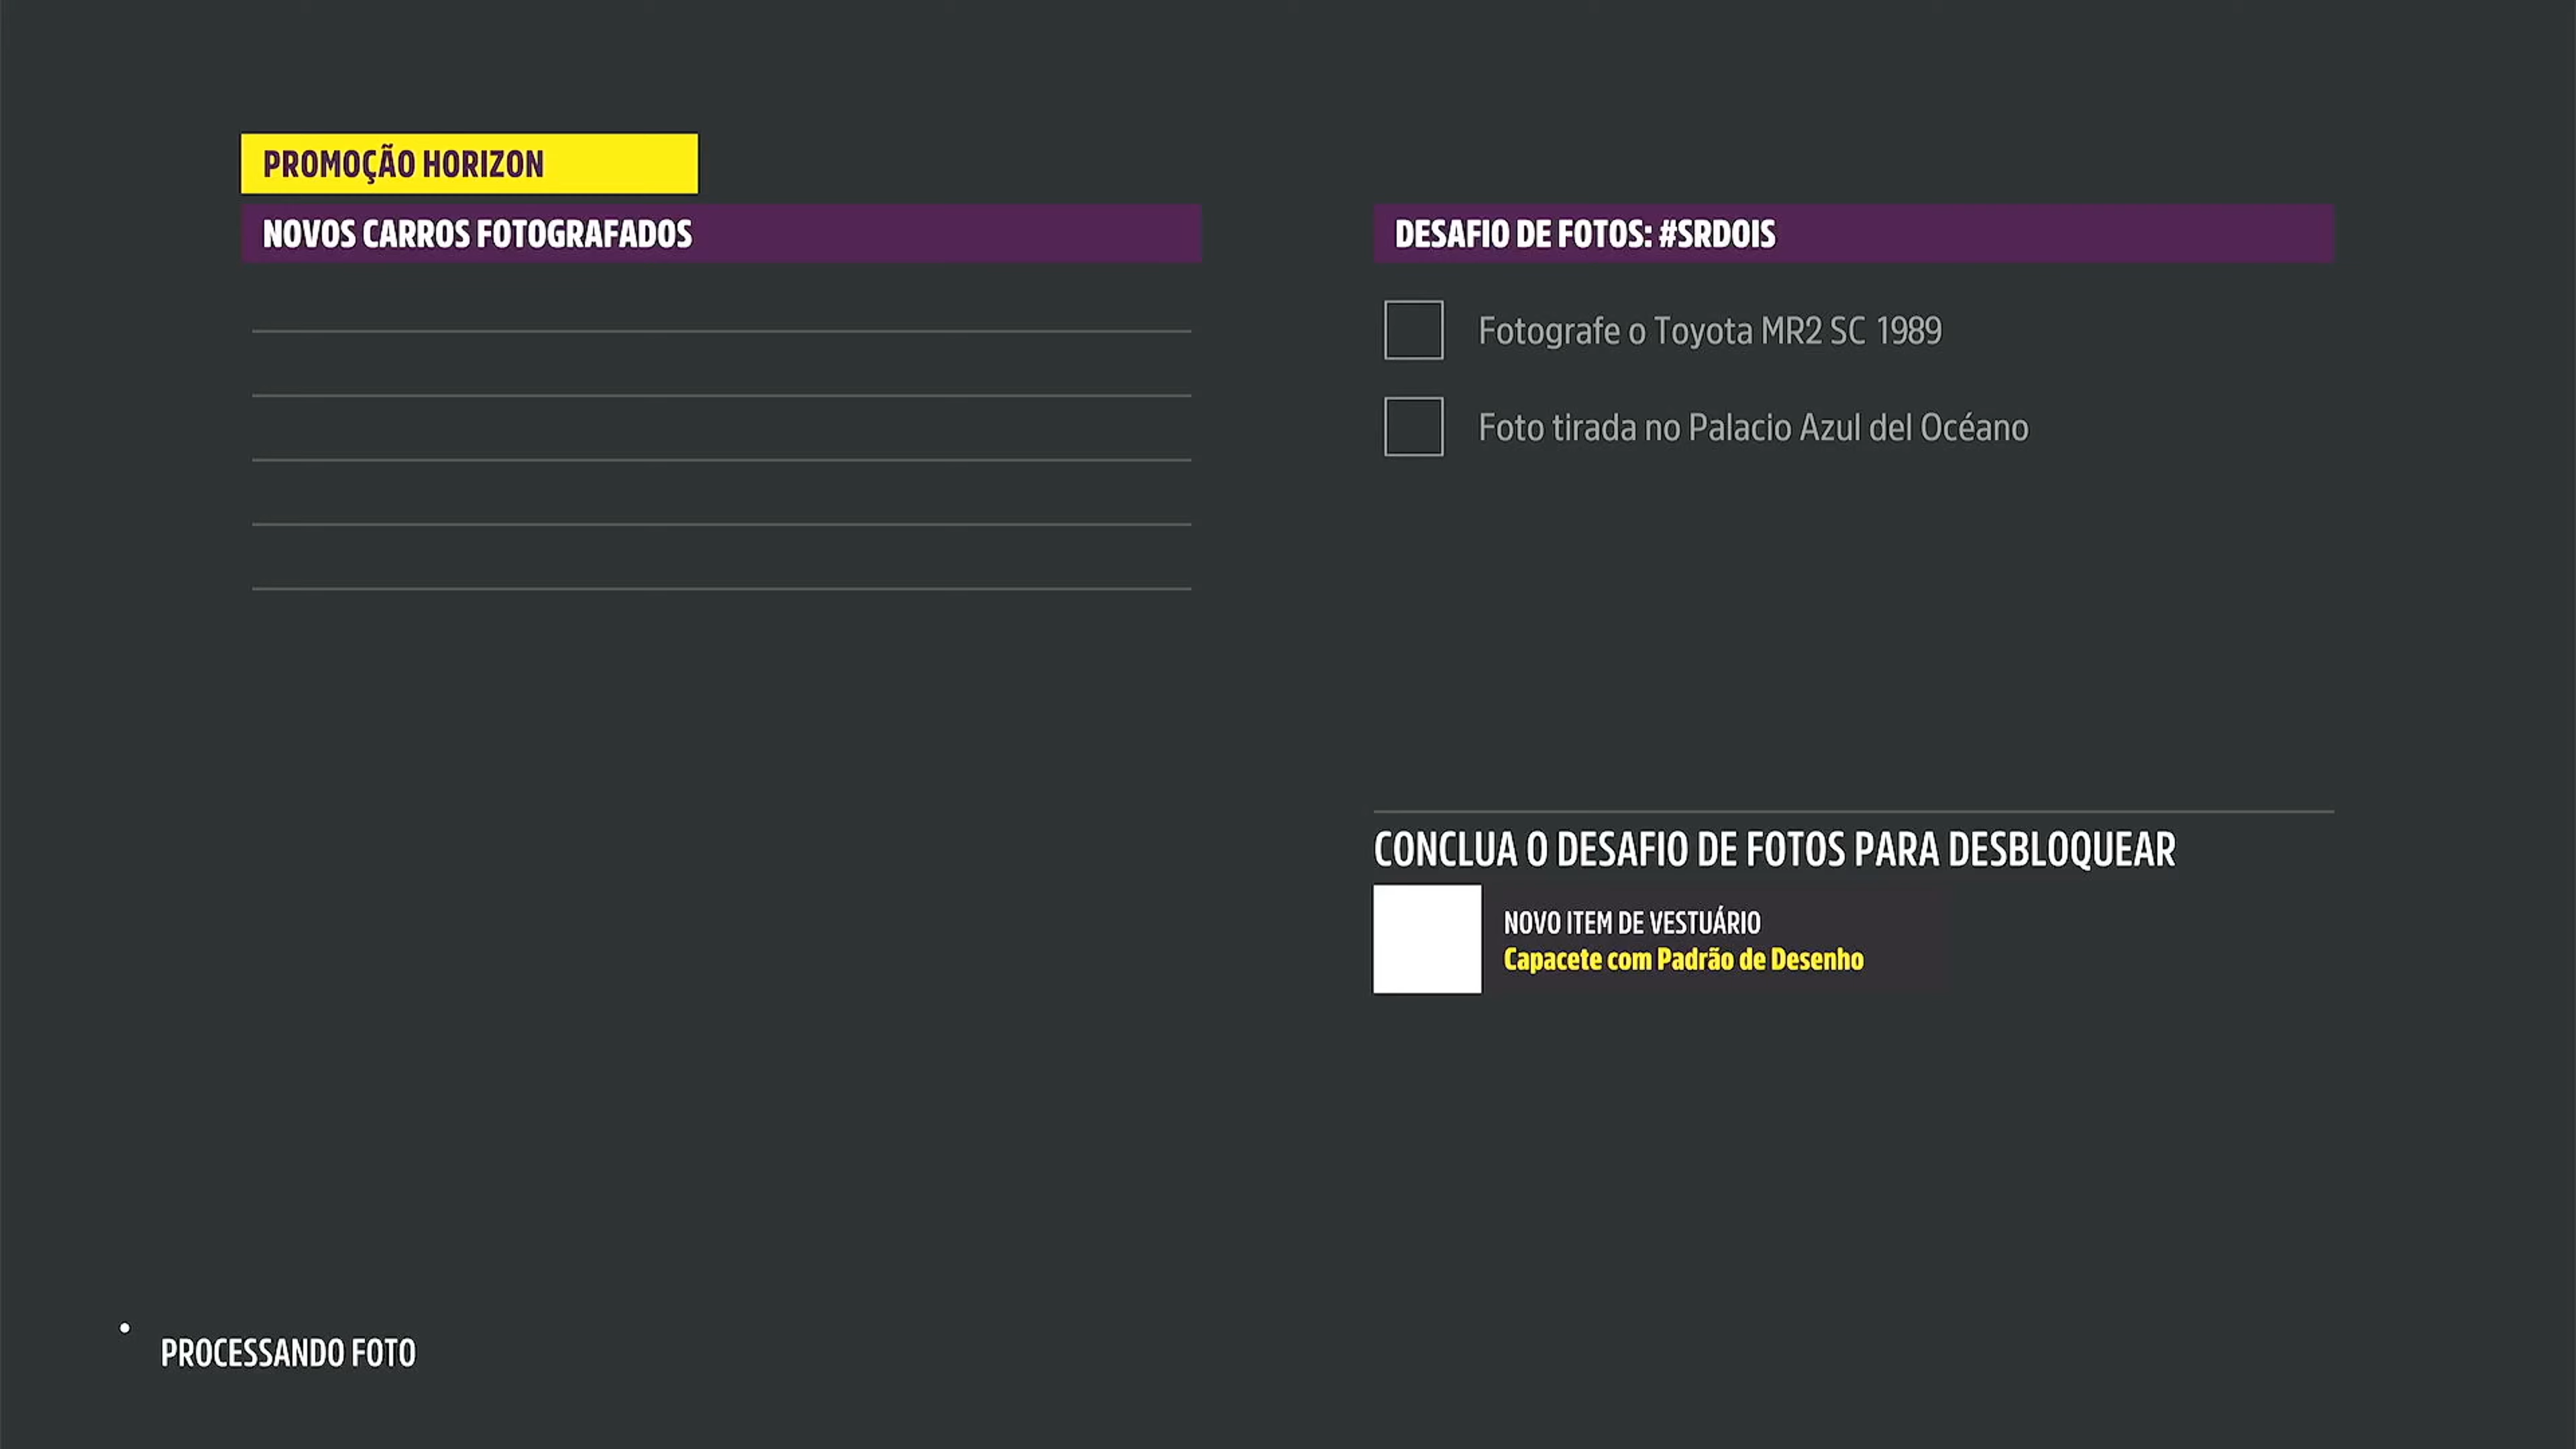 PROMOÇÃO HORIZON
NOVOS CARROS FOTOGRAFADOS
DESAFIO DE FOTOS: #SRDOIS
Fotografe o Toyota MR2 SC 1989
Foto tirada no Palacio Azul del Océano
CONCLUA O DESAFIO DE FOTOS PARA DESBLOQUEAR
NOVO ITEM DE VESTUÁRIO
Capacete com Padrão de Desenho
PROCESSANDO FOTO